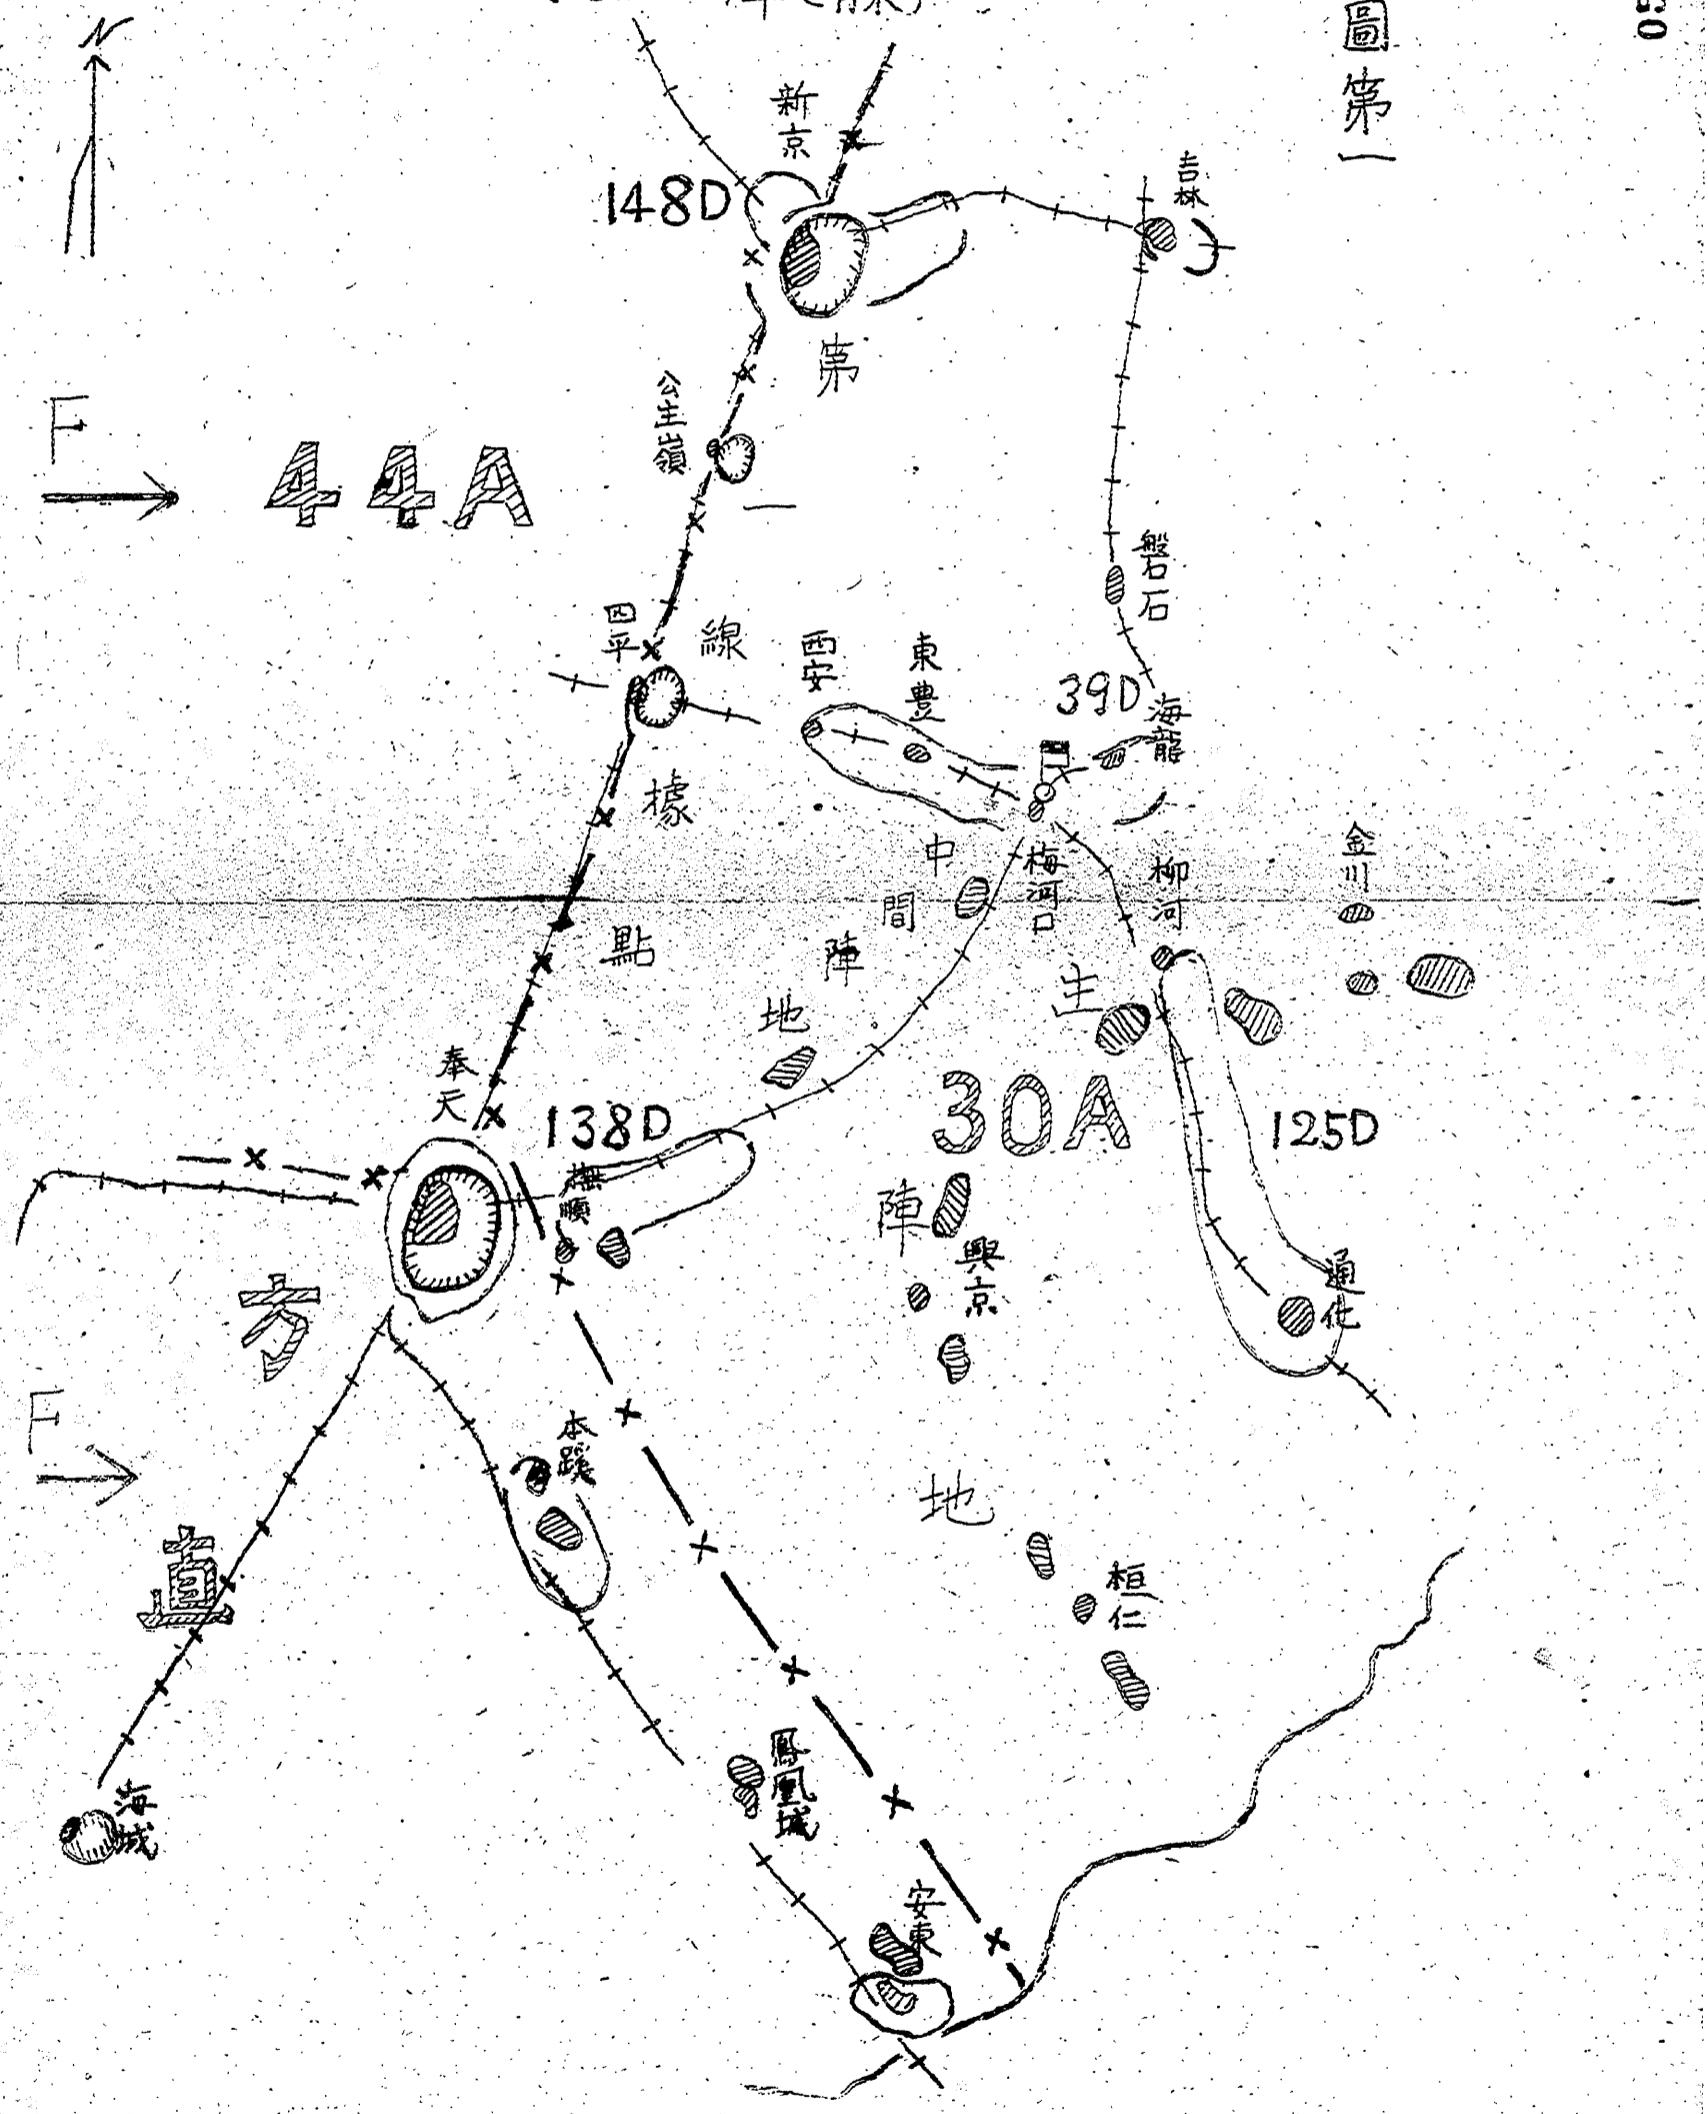 圖第一
50
N
新京
148D
吉林
第一線據點
公主嶺
F
44A
四平
西安
東豊
39D
海龍
磐石
梅河口
中間陣地
柳河
金川
奉天
138D
撫順
主陣地
30A
125D
興京
通化
方直
F
本溪
桓仁
海城
鳳凰城
安東